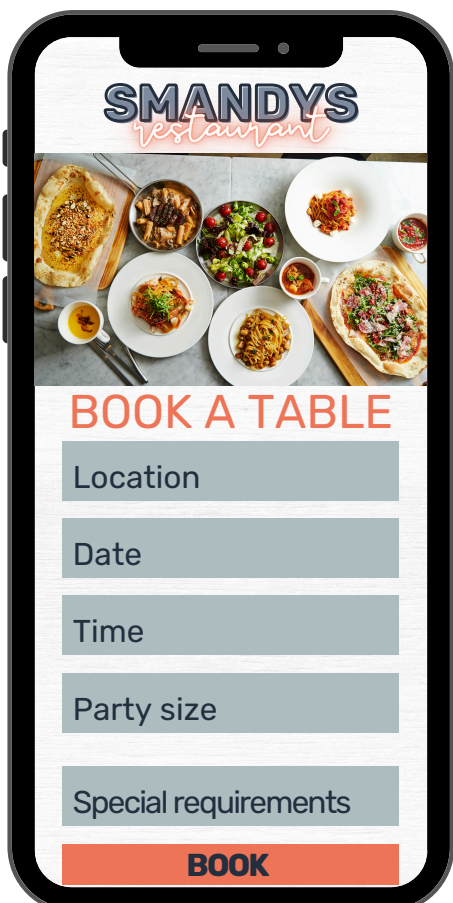 SMANDYS
restaurant
BOOK A TABLE
Location
Date
Time
Party size
Special requirements
BOOK